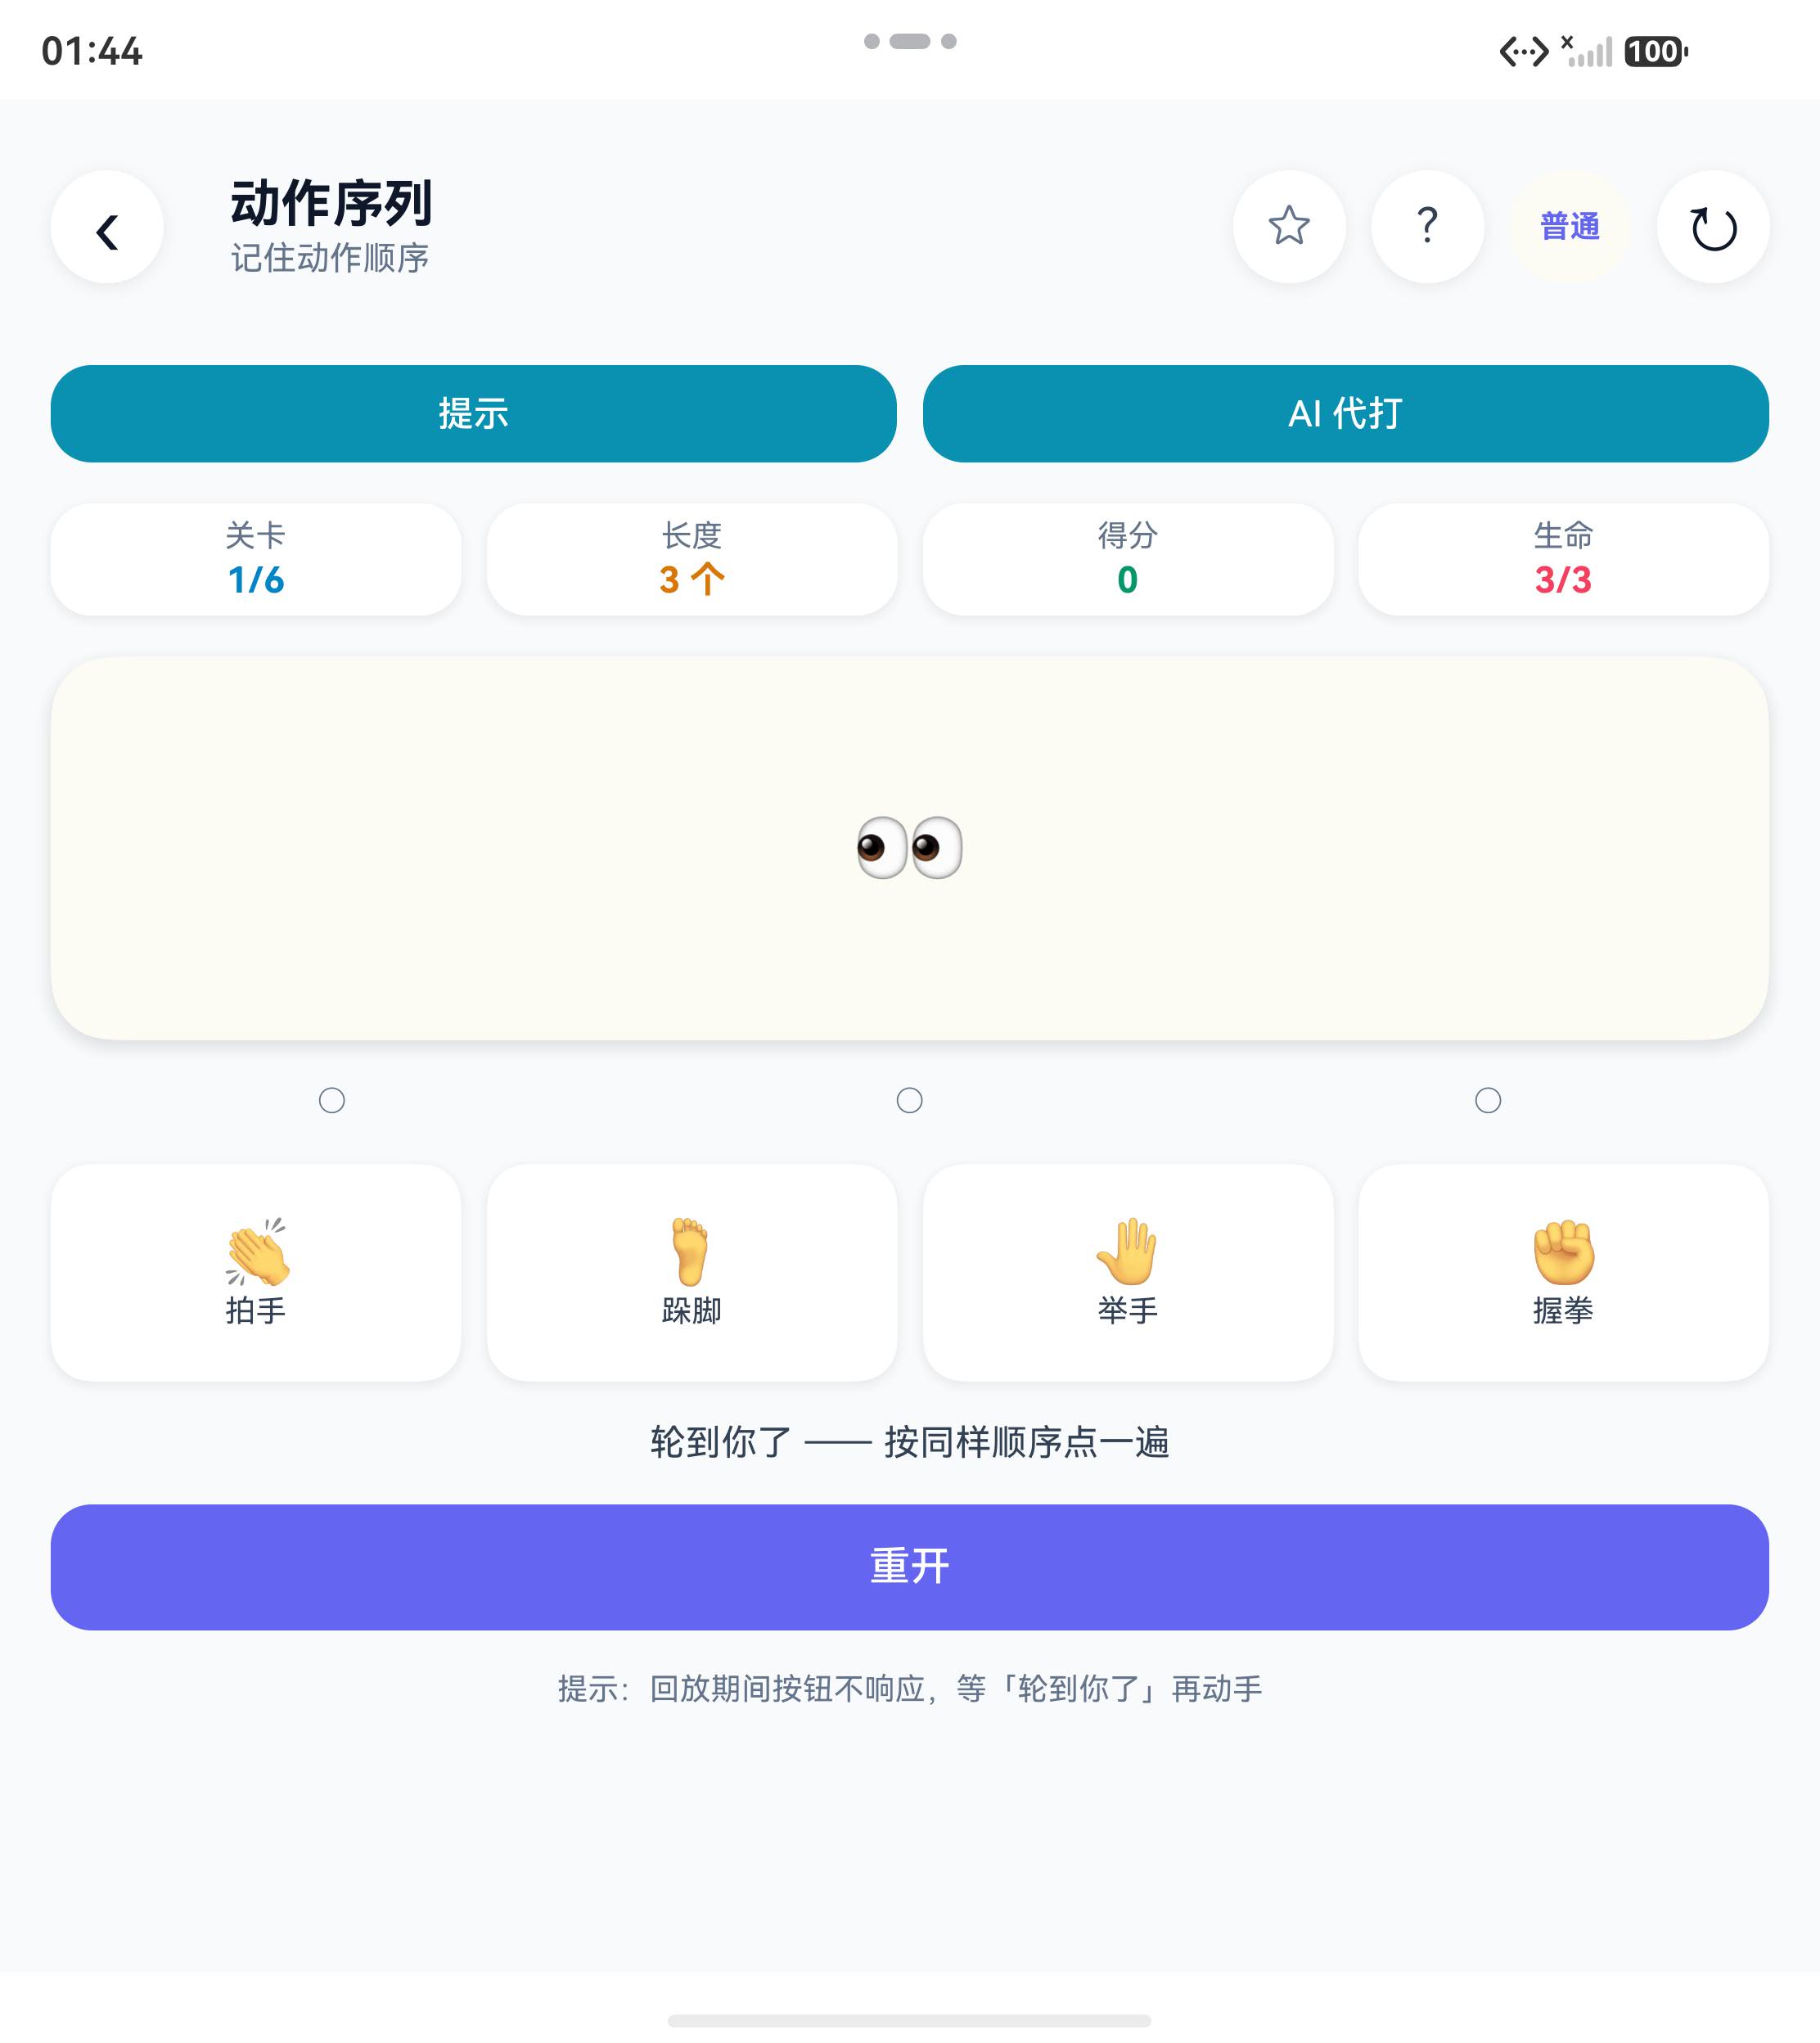 01:44
100
动作序列
记住动作顺序
?
普通
提示
AI 代打
关卡
1/6
长度
3 个
得分
0
生命
3/3
拍手
跺脚
举手
握拳
轮到你了 —— 按同样顺序点一遍
重开
提示：回放期间按钮不响应，等「轮到你了」再动手